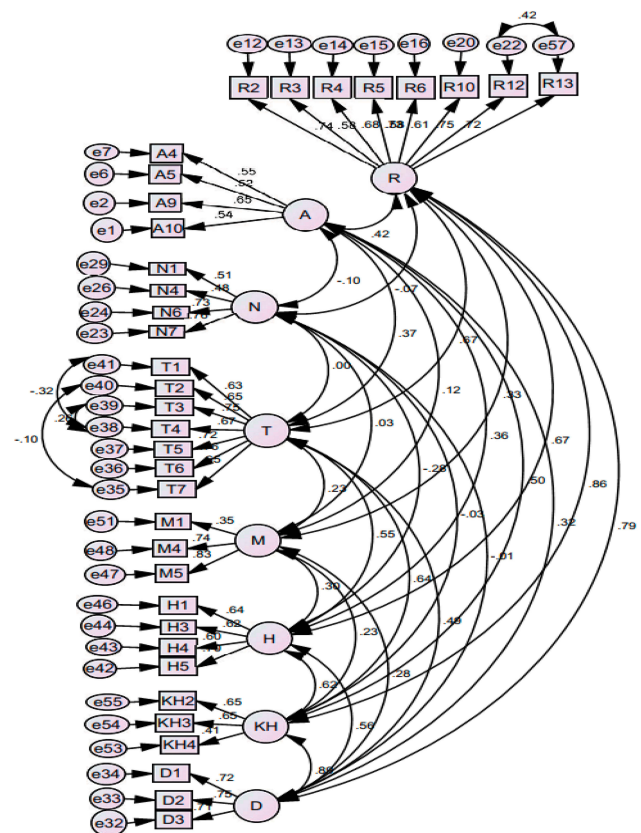 .42
e12 e13 e14 e15 e16 e20 e22 e57
R2 R3 R4 R5 R6 R10 R12 R13
.74 .58 .68 .61 .75 .72
R
e7 A4 .55
e6 A5 .52
e2 A9 .65
e1 A10 .54
A
.42
e29 N1 .51
e26 N4 .48
e24 N6 .73
e23 N7
N
-.10 -.07
.37 .67
e41 T1 .63
e40 T2 .65
e39 T3 .75
e38 T4 .67
e37 T5 .72
e36 T6
e35 T7
-.32
-.10
T
.00 .12 .33
.03 .36 .67
e51 M1 .35
e48 M4 .74
e47 M5 .83
M
.23 -.28 .50 .86
.55 -.03 .32 .79
e46 H1 .64
e44 H3 .62
e43 H4 .60
e42 H5
H
.30 .64 -.01
.23 .49
e55 KH2 .65
e54 KH3 .65
e53 KH4 .41
KH
.62 .28
.56
e34 D1 .72
e33 D2 .75
e32 D3 .71
D